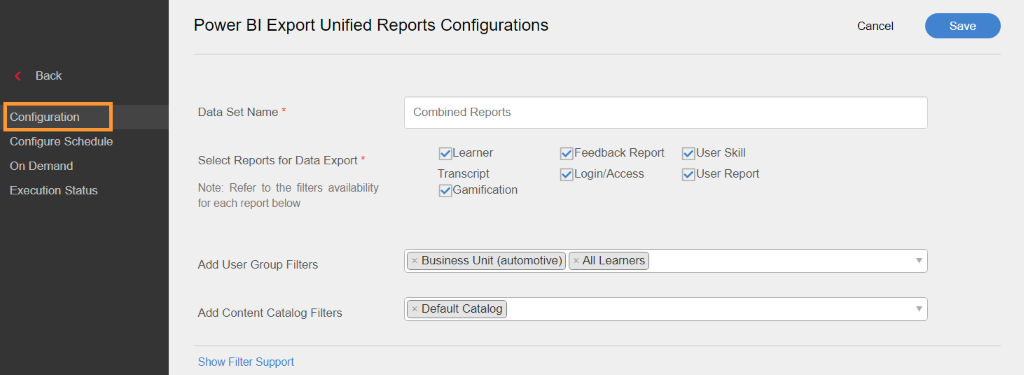 Power BI Export Unified Reports Configurations
Cancel
Save
Back
Configuration
Configure Schedule
On Demand
Execution Status
Data Set Name *
Combined Reports
Select Reports for Data Export *
Note: Refer to the filters availability
for each report below
Learner
Transcript
Gamification
Feedback Report
Login/Access
User Skill
User Report
Add User Group Filters
× Business Unit (automotive) × All Learners
Add Content Catalog Filters
× Default Catalog
Show Filter Support